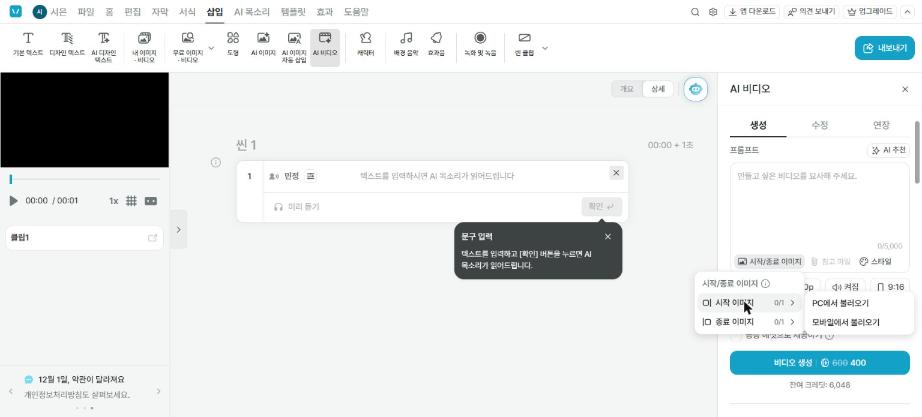 AI 시은 파일 홈 편집 자막 서식 삽입 AI 목소리 템플릿 효과 도움말
앱 다운로드 의견 보내기 업그레이드
기본 텍스트 디자인 텍스트 AI 디자인 텍스트 내 이미지·비디오 무료 이미지·비디오 도형 AI 이미지 AI 이미지 자동 삽입 AI 비디오 캐릭터 배경 음악 효과음 녹화 및 녹음 빈 클립
내보내기
00:00 / 00:01 1x
클립1
12월 1일, 약관이 달라져요
개인정보처리방침도 살펴보세요.
개요 상세
씬 1
00:00 + 1초
1 민정 텍스트를 입력하시면 AI 목소리가 읽어드립니다
미리 듣기 확인
문구 입력
텍스트를 입력하고 [확인] 버튼을 누르면 AI
목소리가 읽어드립니다.
AI 비디오
생성 수정 연장
프롬프트 AI 추천
만들고 싶은 비디오를 묘사해 주세요.
0/5,000
시작/종료 이미지 참고 파일 스타일
0p 켜짐 9:16
시작/종료 이미지
시작 이미지 0/1
종료 이미지 0/1
PC에서 불러오기
모바일에서 불러오기
비디오 생성 600 400
잔여 크레딧: 6,048